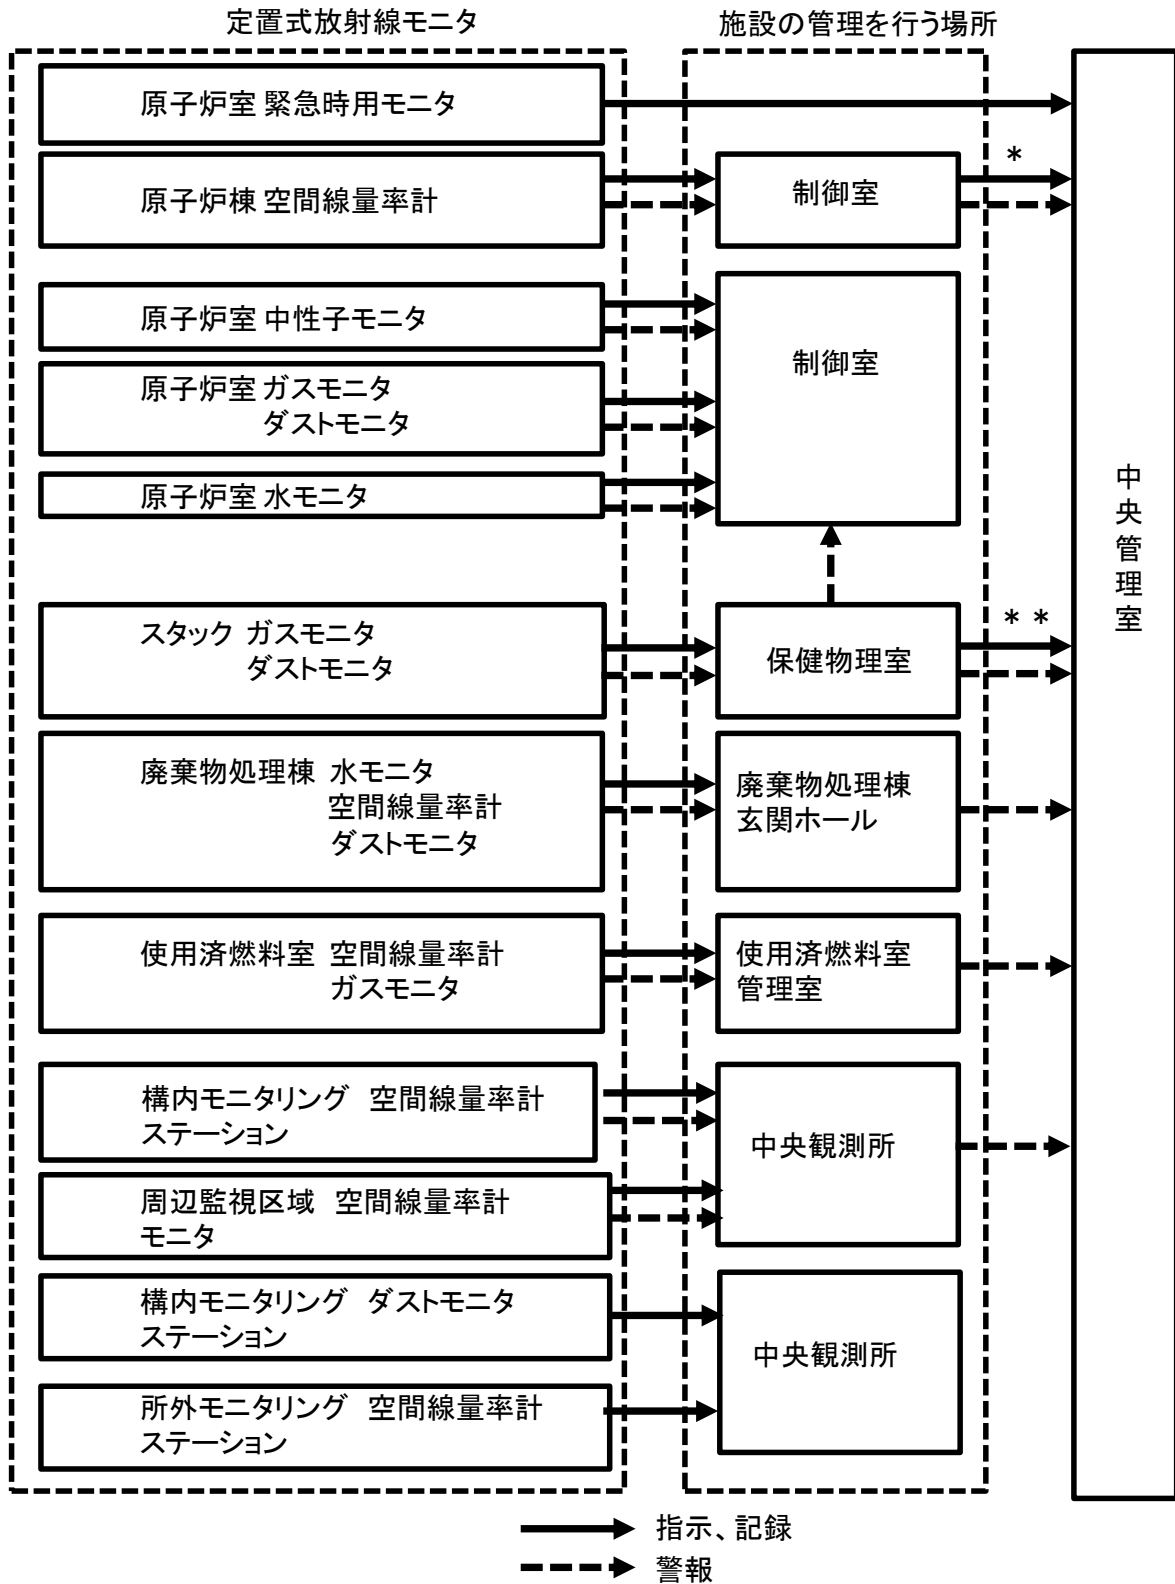 定置式放射線モニタ
施設の管理を行う場所
原子炉室 緊急時用モニタ
原子炉棟 空間線量率計
制御室
*
原子炉室 中性子モニタ
原子炉室 ガスモニタ
ダストモニタ
原子炉室 水モニタ
制御室
スタック ガスモニタ
ダストモニタ
保健物理室
* *
廃棄物処理棟 水モニタ
空間線量率計
ダストモニタ
廃棄物処理棟
玄関ホール
使用済燃料室 空間線量率計
ガスモニタ
使用済燃料室
管理室
構内モニタリング 空間線量率計
ステーション
周辺監視区域 空間線量率計
モニタ
中央観測所
構内モニタリング ダストモニタ
ステーション
所外モニタリング 空間線量率計
ステーション
中央観測所
中央管理室
指示、記録
警報